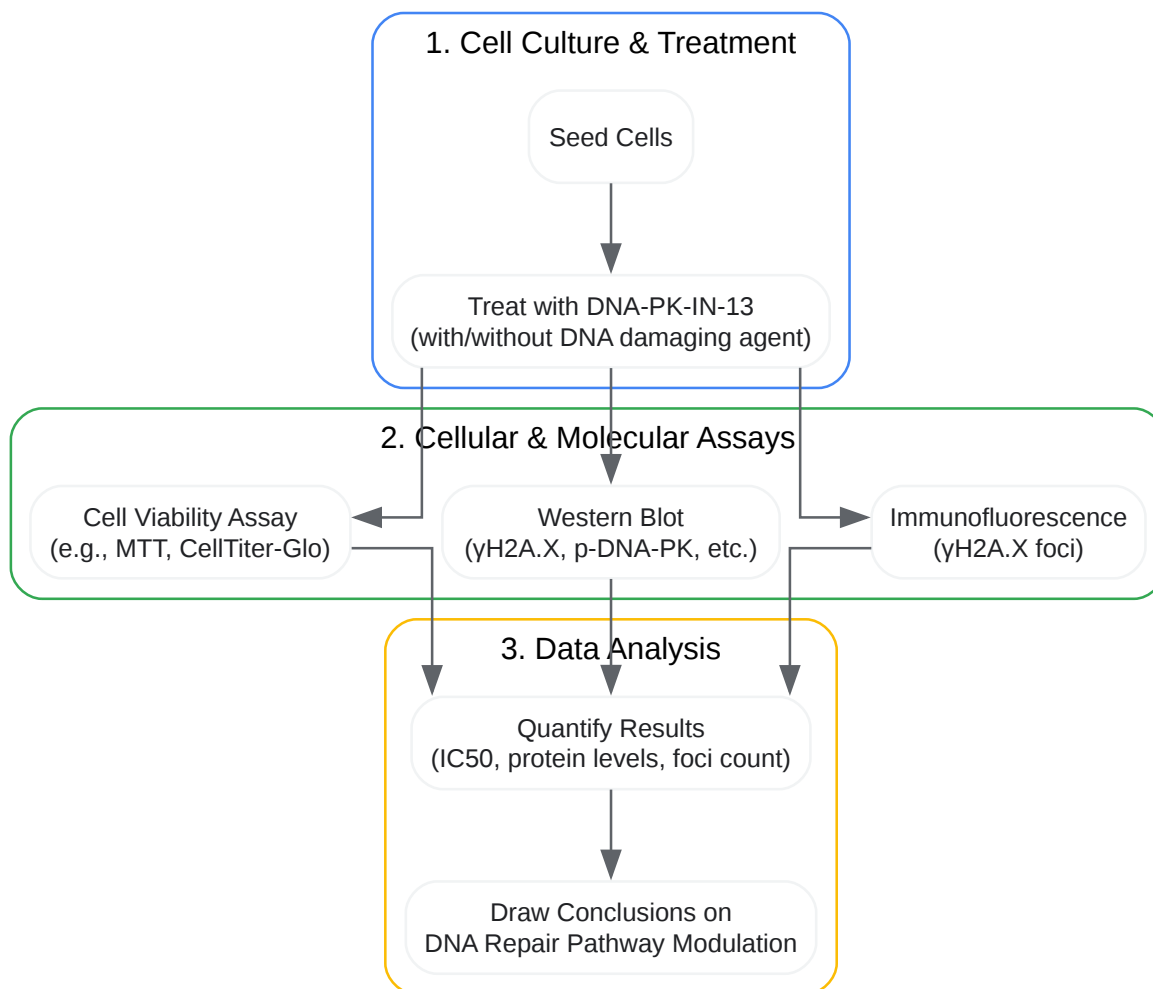 1. Cell Culture & Treatment
Seed Cells
Treat with DNA-PK-IN-13
(with/without DNA damaging agent)
2. Cellular & Molecular Assays
Cell Viability Assay
(e.g., MTT, CellTiter-Glo)
Western Blot
(γH2A.X, p-DNA-PK, etc.)
Immunofluorescence
(γH2A.X foci)
3. Data Analysis
Quantify Results
(IC50, protein levels, foci count)
Draw Conclusions on
DNA Repair Pathway Modulation